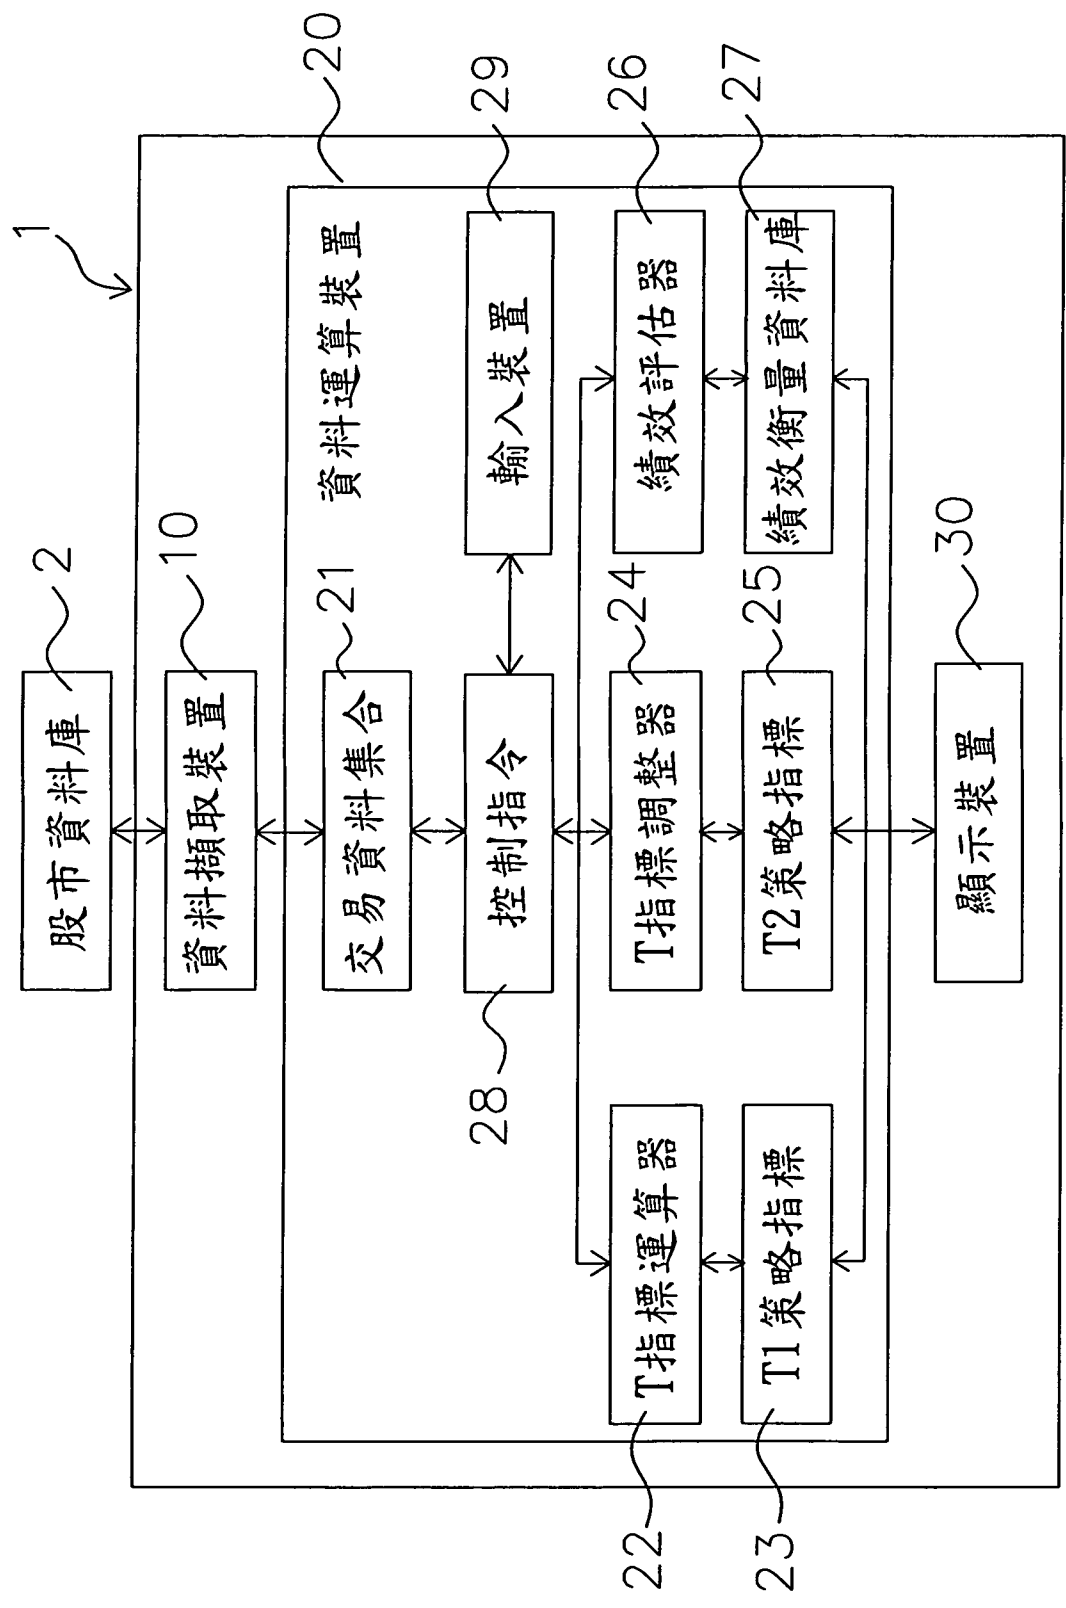 1
股市資料庫
2
資料擷取裝置
10
20
資料運算裝置
交易資料集合
21
控制指令
28
輸入裝置
29
T指標運算器
22
T指標調整器
24
績效評估器
26
T1策略指標
23
T2策略指標
25
績效衡量資料庫
27
顯示裝置
30